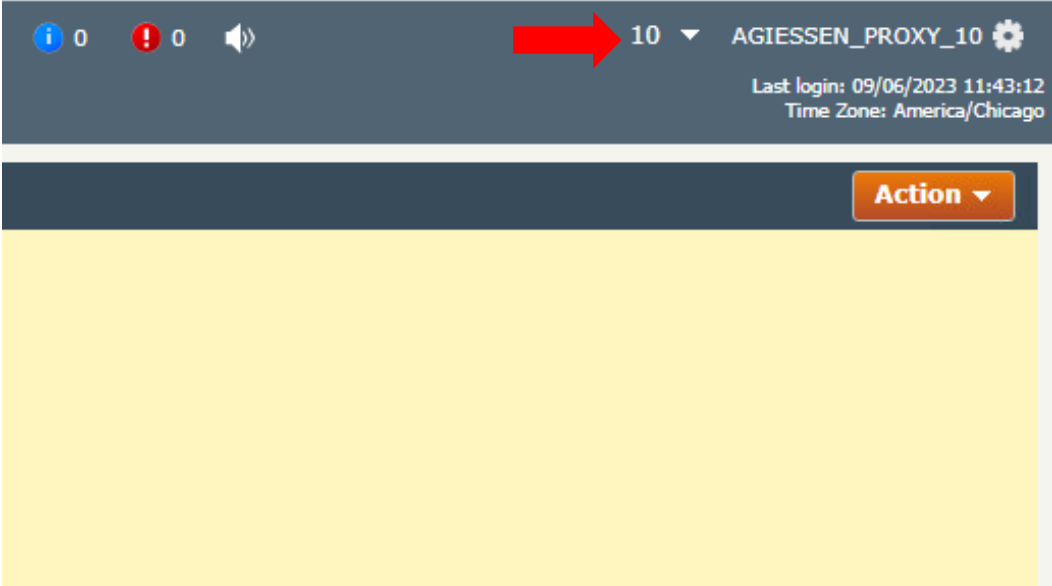 0 0 10 AGIESSEN_PROXY_10
Last login: 09/06/2023 11:43:12
Time Zone: America/Chicago
Action